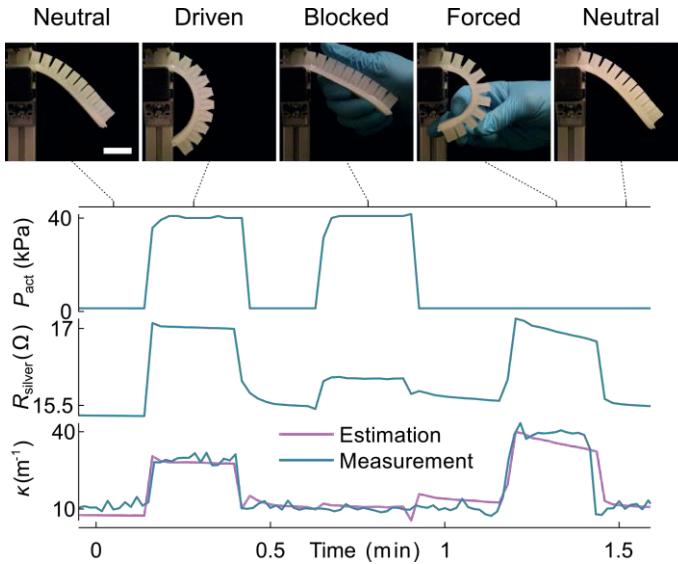 Neutral Driven Blocked Forced Neutral
40
P_act (kPa)
0
17
R_silver (Ω)
15.5
40
κ (m⁻¹)
10
Estimation
Measurement
0 0.5 1 1.5
Time (min)